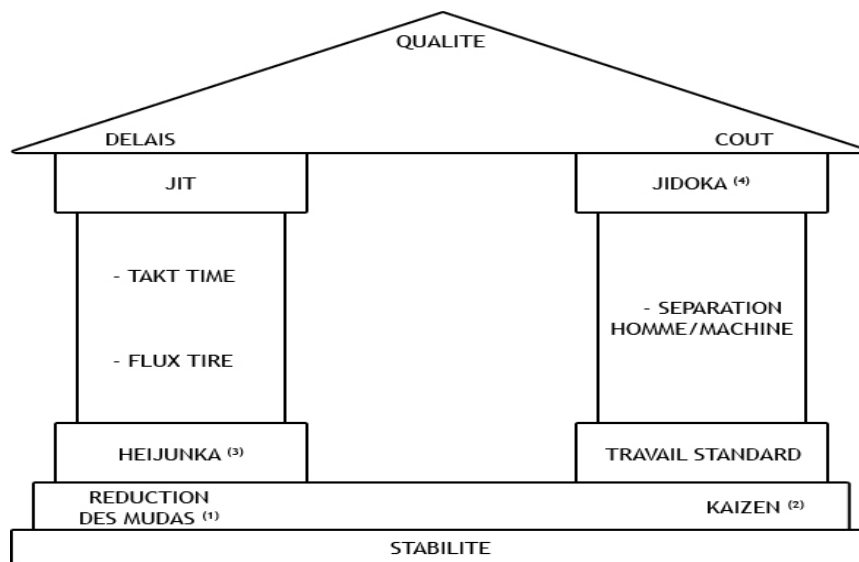 QUALITE
DELAIS
COUT
JIT
JIDOKA (4)
- TAKT TIME
- FLUX TIRE
- SEPARATION
HOMME/MACHINE
HEIJUNKA (3)
TRAVAIL STANDARD
REDUCTION
DES MUDAS (1)
KAIZEN (2)
STABILITE